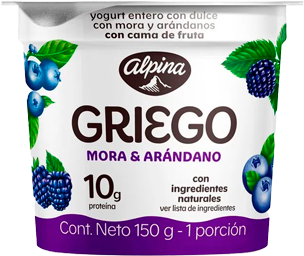 yogurt entero con dulce
con mora y arándanos
con cama de fruta
alpina
GRIEGO
MORA & ARÁNDANO
10g
proteína
con
ingredientes
naturales
ver lista de ingredientes
Cont. Neto 150 g - 1 porción